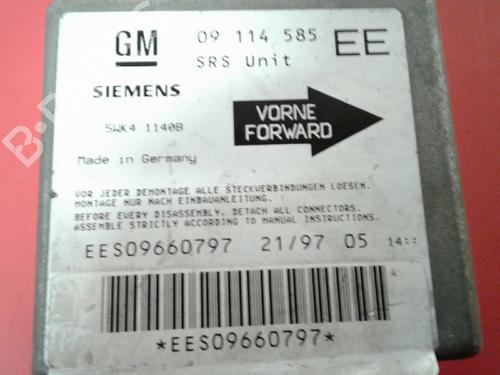 GM 09 114 585 EE
SRS Unit
SIEMENS
5WK4 1140B
VORNE
FORWARD
Made in Germany
VOR JEDER DEMONTAGE ALLE STECKVERBINDUNGEN LOESEN.
MONTAGE NUR NACH EINBAUANLEITUNG.
BEFORE EVERY DISASSEMBLY, DETACH ALL CONNECTORS.
ASSEMBLE STRICTLY ACCORDING TO MANUAL INSTRUCTIONS.
EES09660797 21/97 05
*EES09660797*